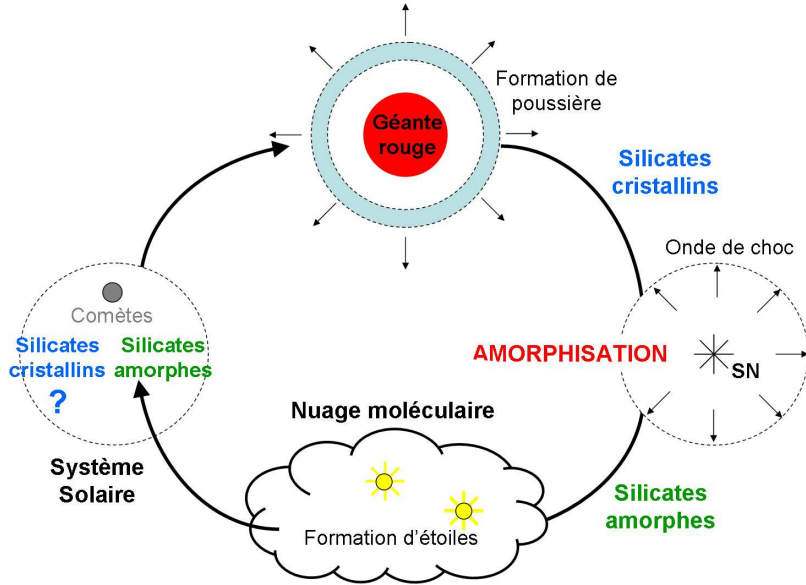 Formation de
poussière
Géante
rouge
Silicates
cristallins
Onde de choc
Comètes
Silicates
cristallins
?
Silicates
amorphes
AMORPHISATION
SN
Nuage moléculaire
Système
Solaire
Formation d'étoiles
Silicates
amorphes